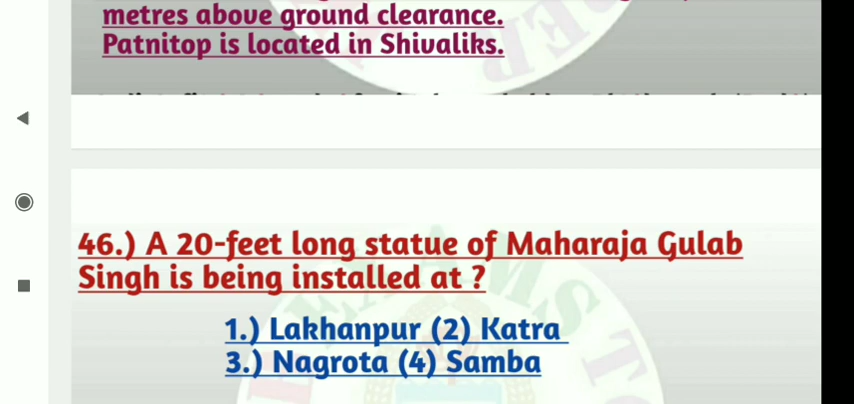 metres above ground clearance.
Patnitop is located in Shivaliks.
46.) A 20-feet long statue of Maharaja Gulab
Singh is being installed at ?
1.) Lakhanpur (2) Katra
3.) Nagrota (4) Samba